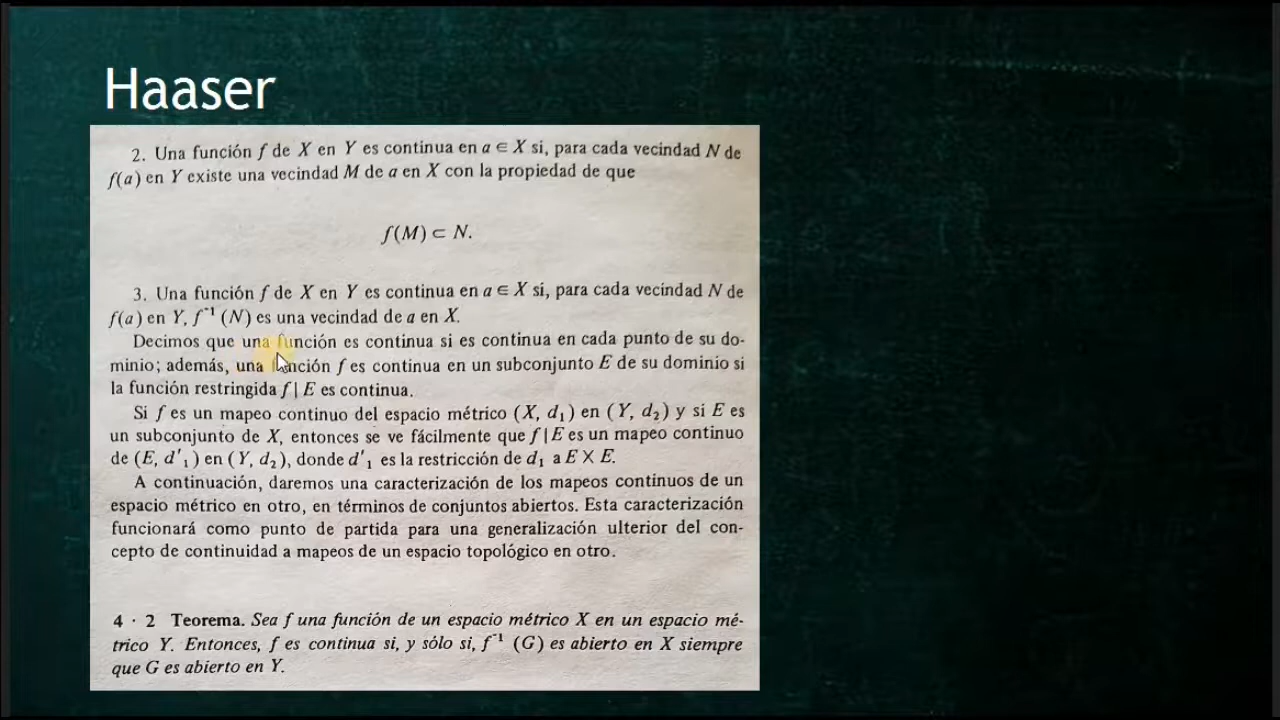 Haaser
2. Una función f de X en Y es continua en a ∈ X si, para cada vecindad N de
f(a) en Y existe una vecindad M de a en X con la propiedad de que
f(M) ⊂ N.
3. Una función f de X en Y es continua en a ∈ X si, para cada vecindad N de
f(a) en Y, f⁻¹ (N) es una vecindad de a en X.
Decimos que una función es continua si es continua en cada punto de su do-
minio; además, una función f es continua en un subconjunto E de su dominio si
la función restringida f | E es continua.
Si f es un mapeo continuo del espacio métrico (X, d₁) en (Y, d₂) y si E es
un subconjunto de X, entonces se ve fácilmente que f | E es un mapeo continuo
de (E, d'₁) en (Y, d₂), donde d'₁ es la restricción de d₁ a E X E.
A continuación, daremos una caracterización de los mapeos continuos de un
espacio métrico en otro, en términos de conjuntos abiertos. Esta caracterización
funcionará como punto de partida para una generalización ulterior del con-
cepto de continuidad a mapeos de un espacio topológico en otro.
4 · 2 Teorema. Sea f una función de un espacio métrico X en un espacio mé-
trico Y. Entonces, f es continua si, y sólo si, f⁻¹ (G) es abierto en X siempre
que G es abierto en Y.